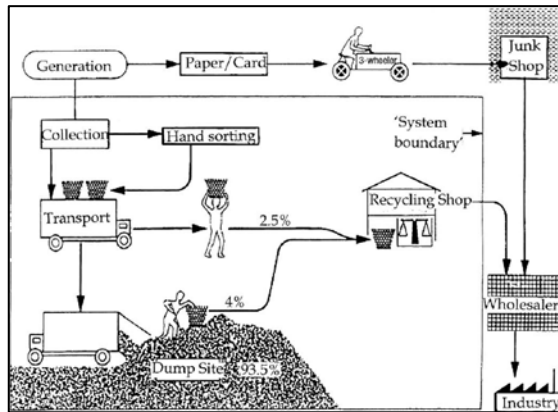 Generation
Paper/Card
3-wheeler
Junk
Shop
Collection
Hand sorting
'System
boundary'
Transport
2.5%
Recycling Shop
4%
Wholesaler
Dump Site
93.5%
Industry